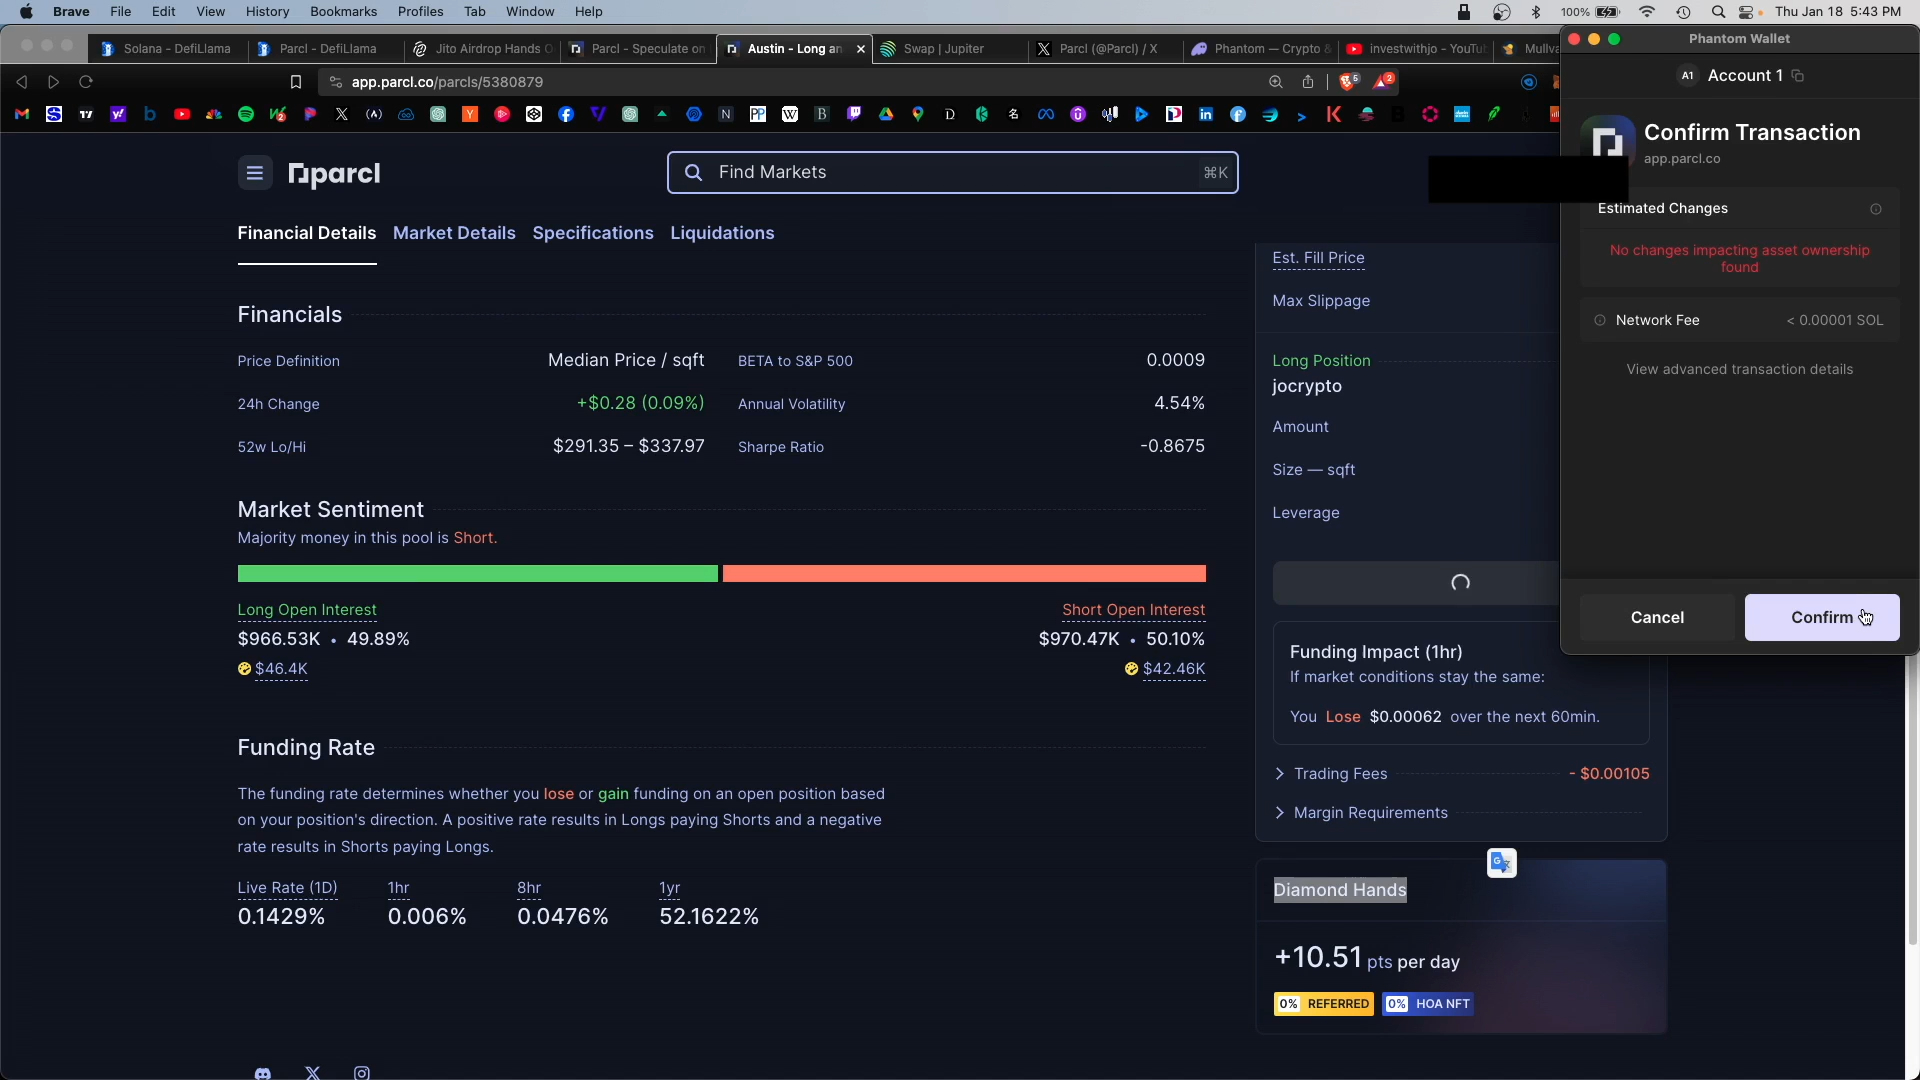 Brave File Edit View History Bookmarks Profiles Tab Window Help
100% Thu Jan 18 5:43 PM
Solana - DefiLlama
Parcl - DefiLlama
Jito Airdrop Hands O
Parcl - Speculate on
Austin - Long an
Swap | Jupiter
Parcl (@Parcl) / X
Phantom — Crypto &
investwithjo - YouTu
Mullva
app.parcl.co/parcls/5380879
5
2
parcl
Find Markets
⌘K
Financial Details Market Details Specifications Liquidations
Financials
Price Definition Median Price / sqft BETA to S&P 500 0.0009
24h Change +$0.28 (0.09%) Annual Volatility 4.54%
52w Lo/Hi $291.35 – $337.97 Sharpe Ratio -0.8675
Market Sentiment
Majority money in this pool is Short.
Long Open Interest Short Open Interest
$966.53K • 49.89% $970.47K • 50.10%
$46.4K $42.46K
Funding Rate
The funding rate determines whether you lose or gain funding on an open position based
on your position's direction. A positive rate results in Longs paying Shorts and a negative
rate results in Shorts paying Longs.
Live Rate (1D) 1hr 8hr 1yr
0.1429% 0.006% 0.0476% 52.1622%
Est. Fill Price
Max Slippage
Long Position
jocrypto
Amount
Size — sqft
Leverage
Funding Impact (1hr)
If market conditions stay the same:
You Lose $0.00062 over the next 60min.
Trading Fees - $0.00105
Margin Requirements
Diamond Hands
+10.51 pts per day
0% REFERRED 0% HOA NFT
Phantom Wallet
A1 Account 1
Confirm Transaction
app.parcl.co
Estimated Changes
No changes impacting asset ownership
found
Network Fee < 0.00001 SOL
View advanced transaction details
Cancel Confirm